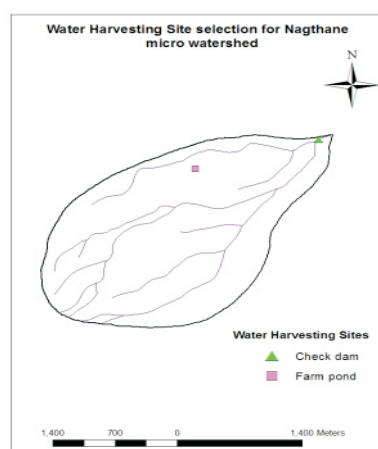 Water Harvesting Site selection for Nagthane
micro watershed
N
Water Harvesting Sites
Check dam
Farm pond
1,400 700 0 1,400 Meters